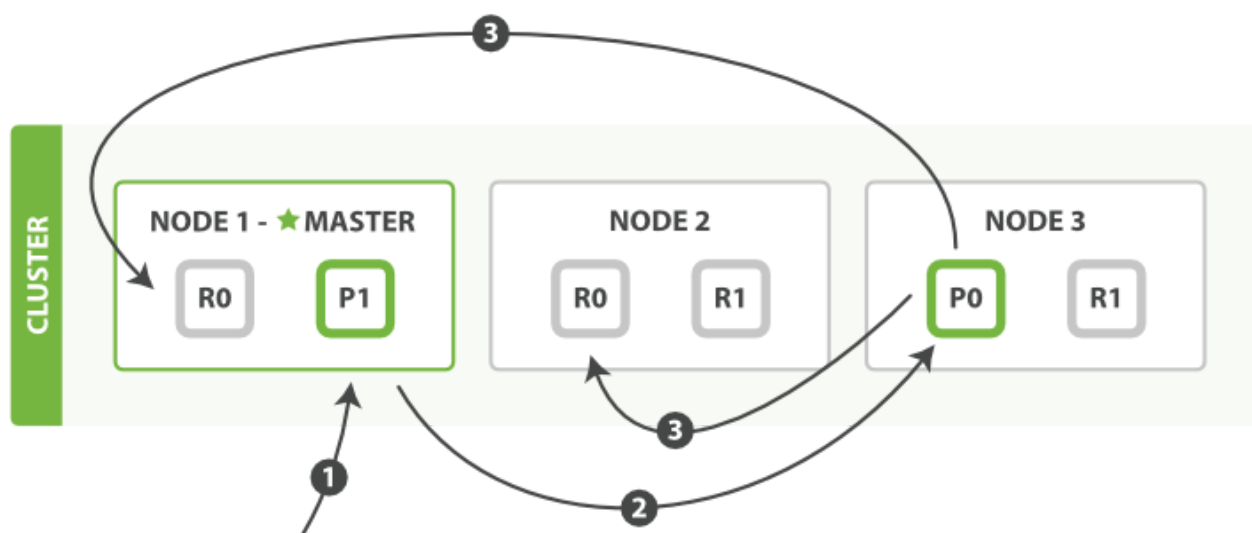 3
CLUSTER
NODE 1 - ★ MASTER
R0 P1
NODE 2
R0 R1
NODE 3
P0 R1
3
1
2